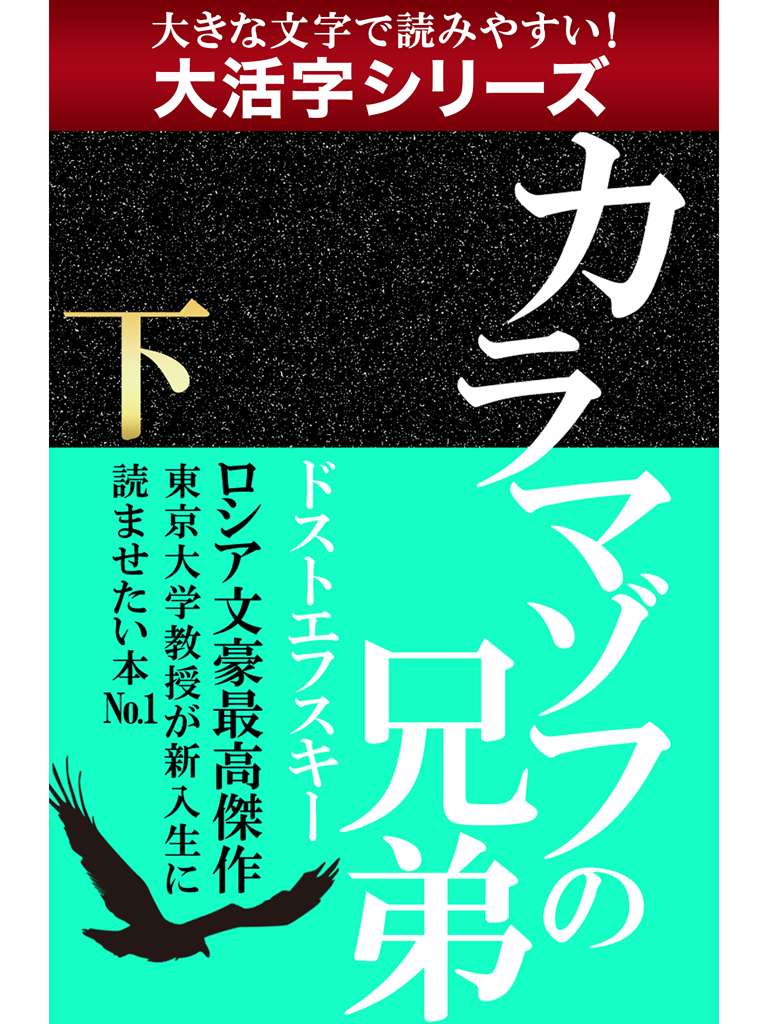 大きな文字で読みやすい!
大活字シリーズ
カラマゾフの
兄弟
下
ドストエフスキー
ロシア文豪最高傑作
東京大学教授が新入生に
読ませたい本No.1